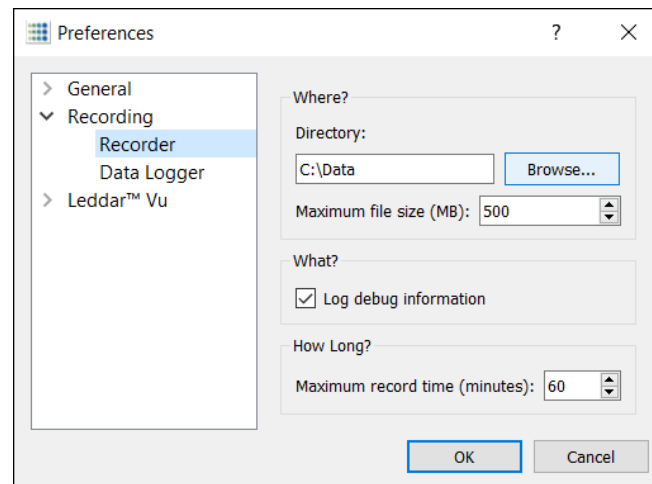 Preferences
General
Recording
Recorder
Data Logger
Leddar™ Vu
Where?
Directory:
C:\Data
Browse...
Maximum file size (MB): 500
What?
Log debug information
How Long?
Maximum record time (minutes): 60
OK Cancel